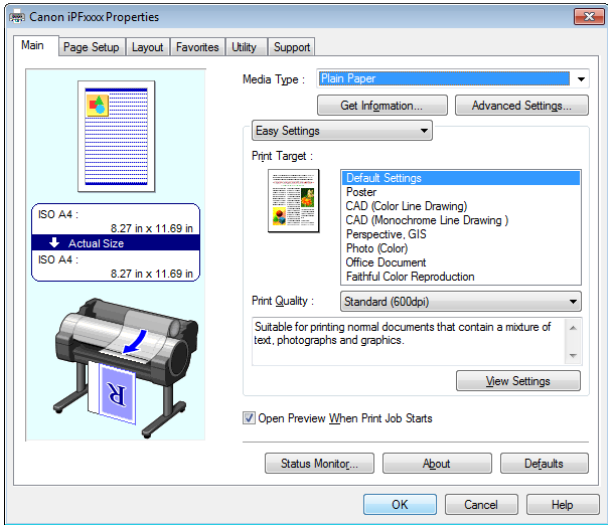 Canon iPFxxxx Properties
Main Page Setup Layout Favorites Utility Support
Media Type : Plain Paper
Get Information... Advanced Settings...
Easy Settings
Print Target :
Default Settings
Poster
CAD (Color Line Drawing)
CAD (Monochrome Line Drawing )
Perspective, GIS
Photo (Color)
Office Document
Faithful Color Reproduction
ISO A4 :
8.27 in x 11.69 in
Actual Size
ISO A4 :
8.27 in x 11.69 in
R
Print Quality : Standard (600dpi)
Suitable for printing normal documents that contain a mixture of
text, photographs and graphics.
View Settings
Open Preview When Print Job Starts
Status Monitor... About Defaults
OK Cancel Help